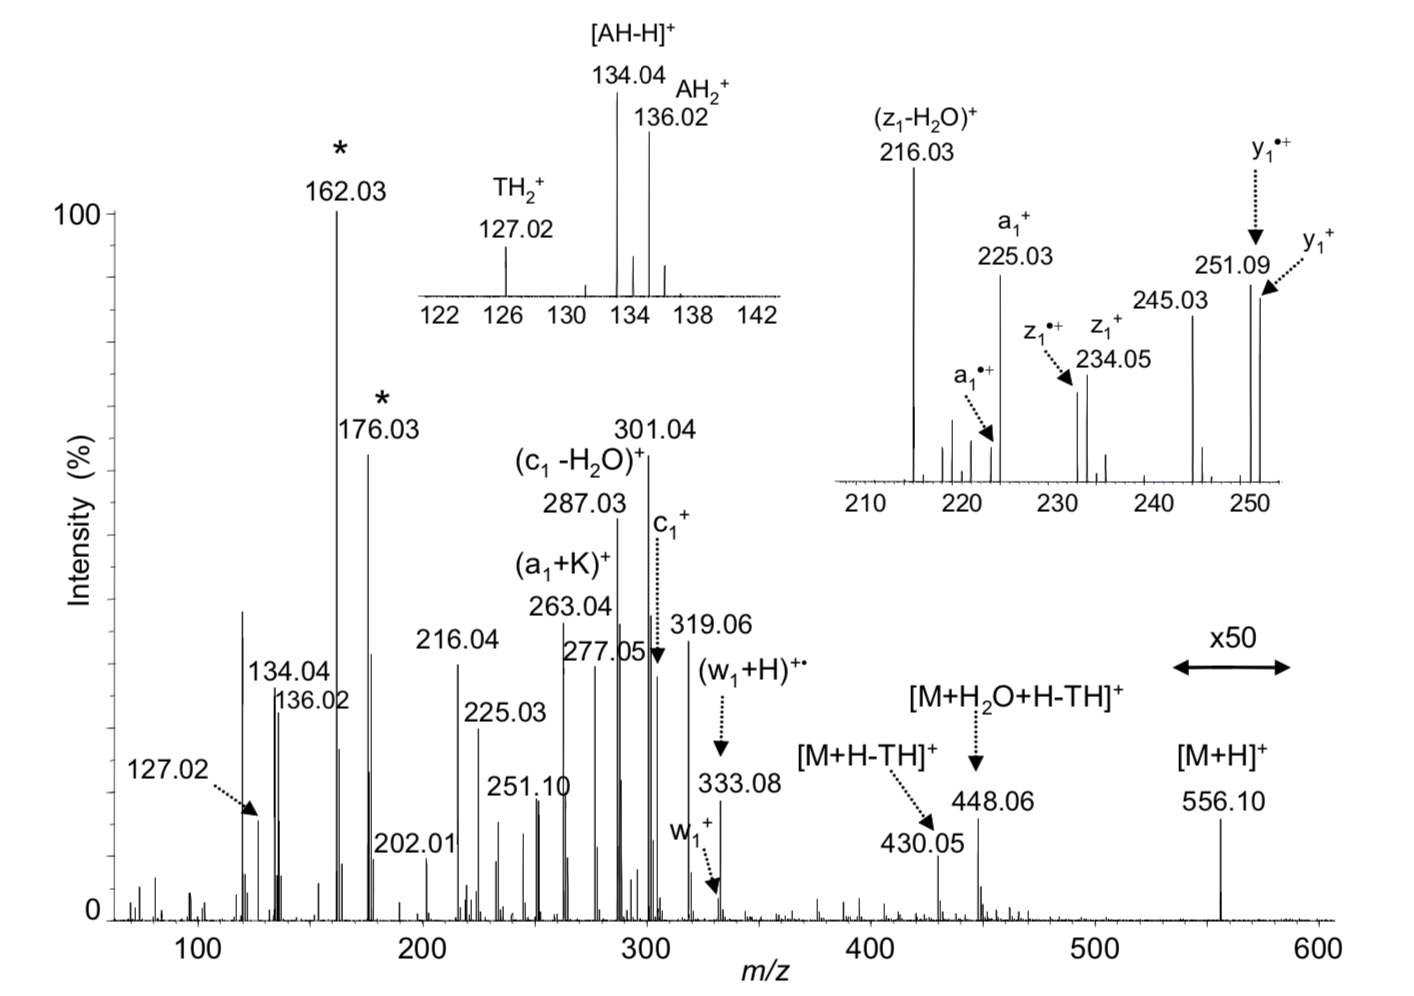 [AH-H]⁺
134.04
AH₂⁺
136.02
TH₂⁺
127.02
122 126 130 134 138 142
(z₁-H₂O)⁺
216.03
a₁⁺
225.03
a₁•⁺
z₁•⁺
z₁⁺
234.05
245.03
y₁•⁺
251.09
y₁⁺
210 220 230 240 250
*
162.03
100
*
176.03
301.04
(c₁ -H₂O)⁺
287.03
c₁⁺
(a₁+K)⁺
263.04
277.05
319.06
216.04
134.04
136.02
225.03
(w₁+H)⁺•
333.08
127.02
251.10
202.01
w₁⁺
x50
[M+H₂O+H-TH]⁺
[M+H-TH]⁺
448.06
430.05
[M+H]⁺
556.10
Intensity (%)
0
100 200 300 400 500 600
m/z